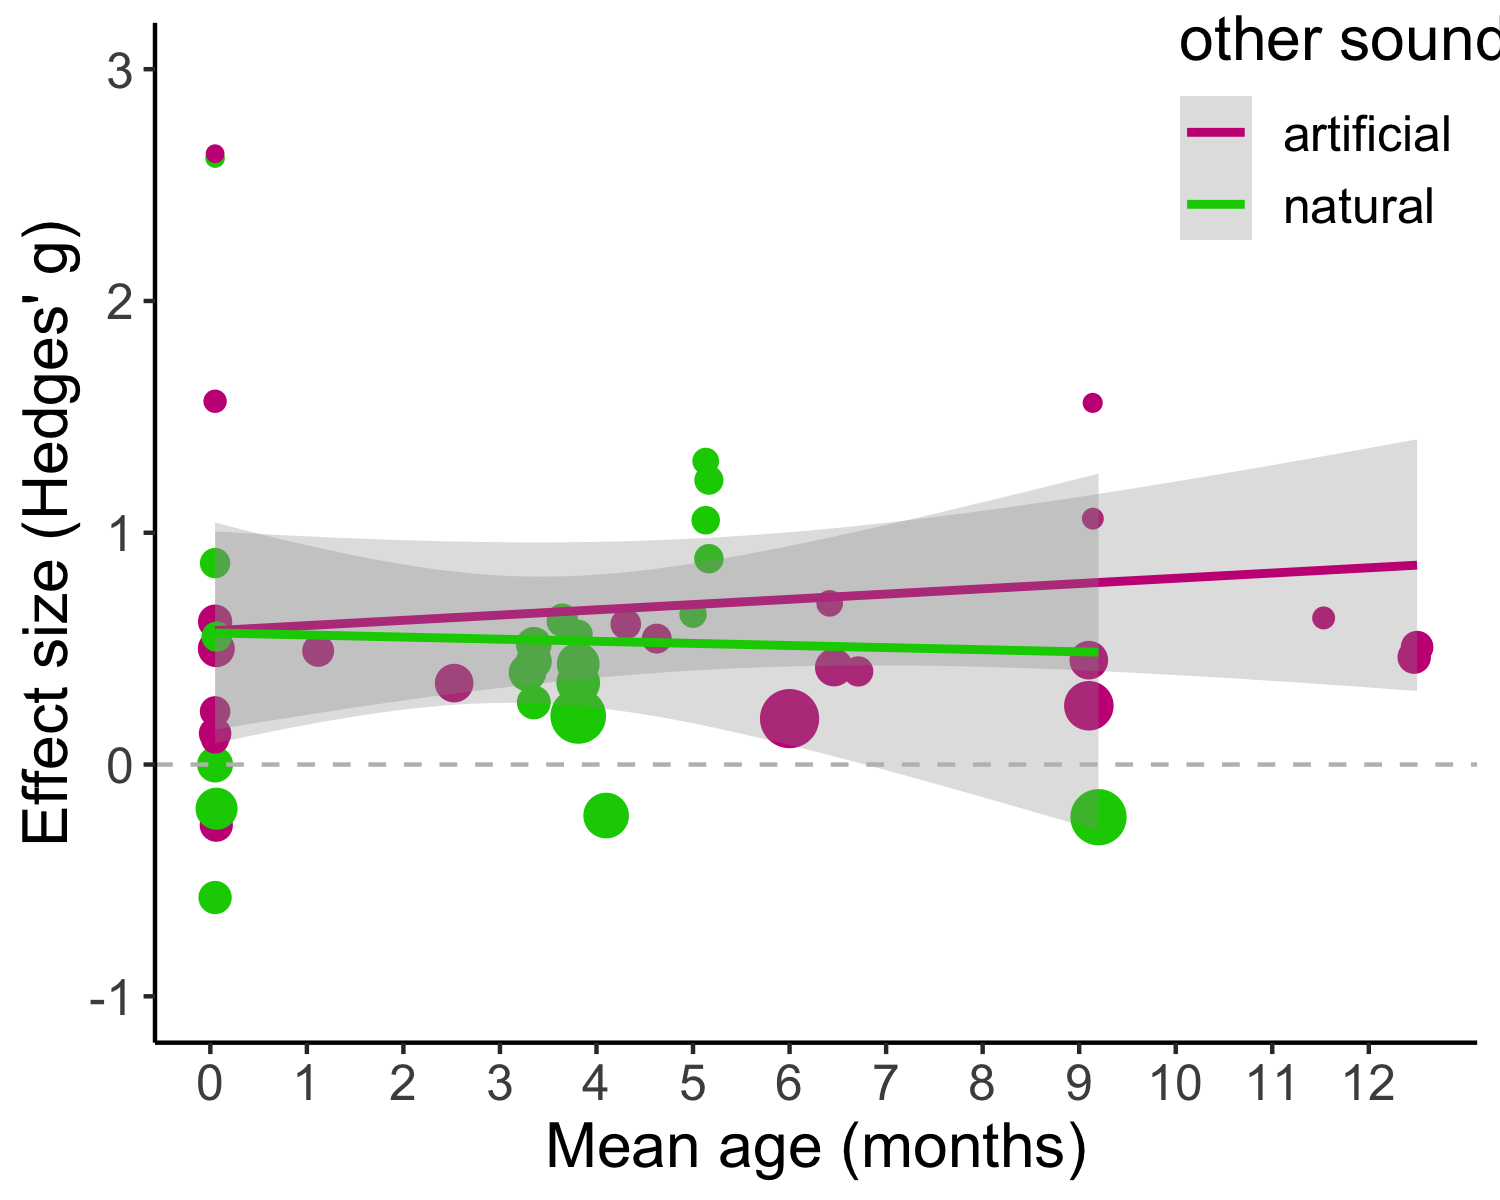 other sound
artificial
natural
Effect size (Hedges' g)
3
2
1
0
-1
0 1 2 3 4 5 6 7 8 9 10 11 12
Mean age (months)